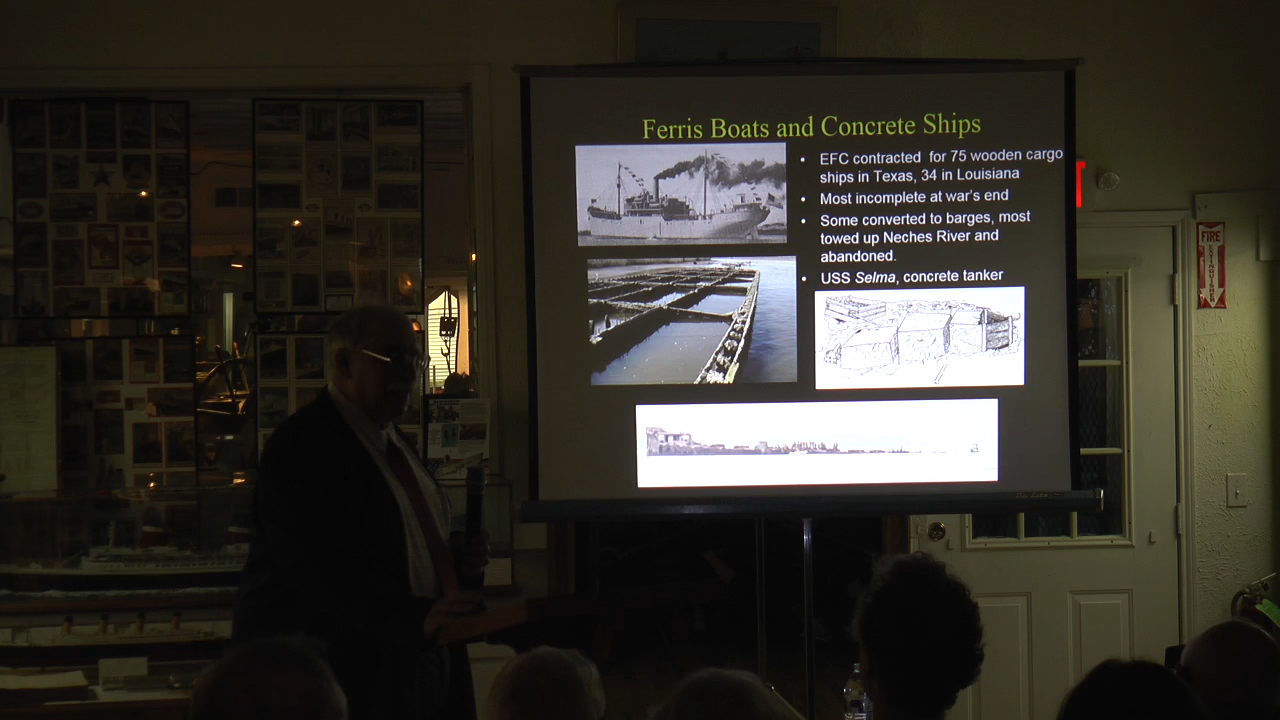 Ferris Boats and Concrete Ships
• EFC contracted for 75 wooden cargo
ships in Texas, 34 in Louisiana
• Most incomplete at war's end
• Some converted to barges, most
towed up Neches River and
abandoned.
• USS Selma, concrete tanker
FIRE
EXTINGUISHER